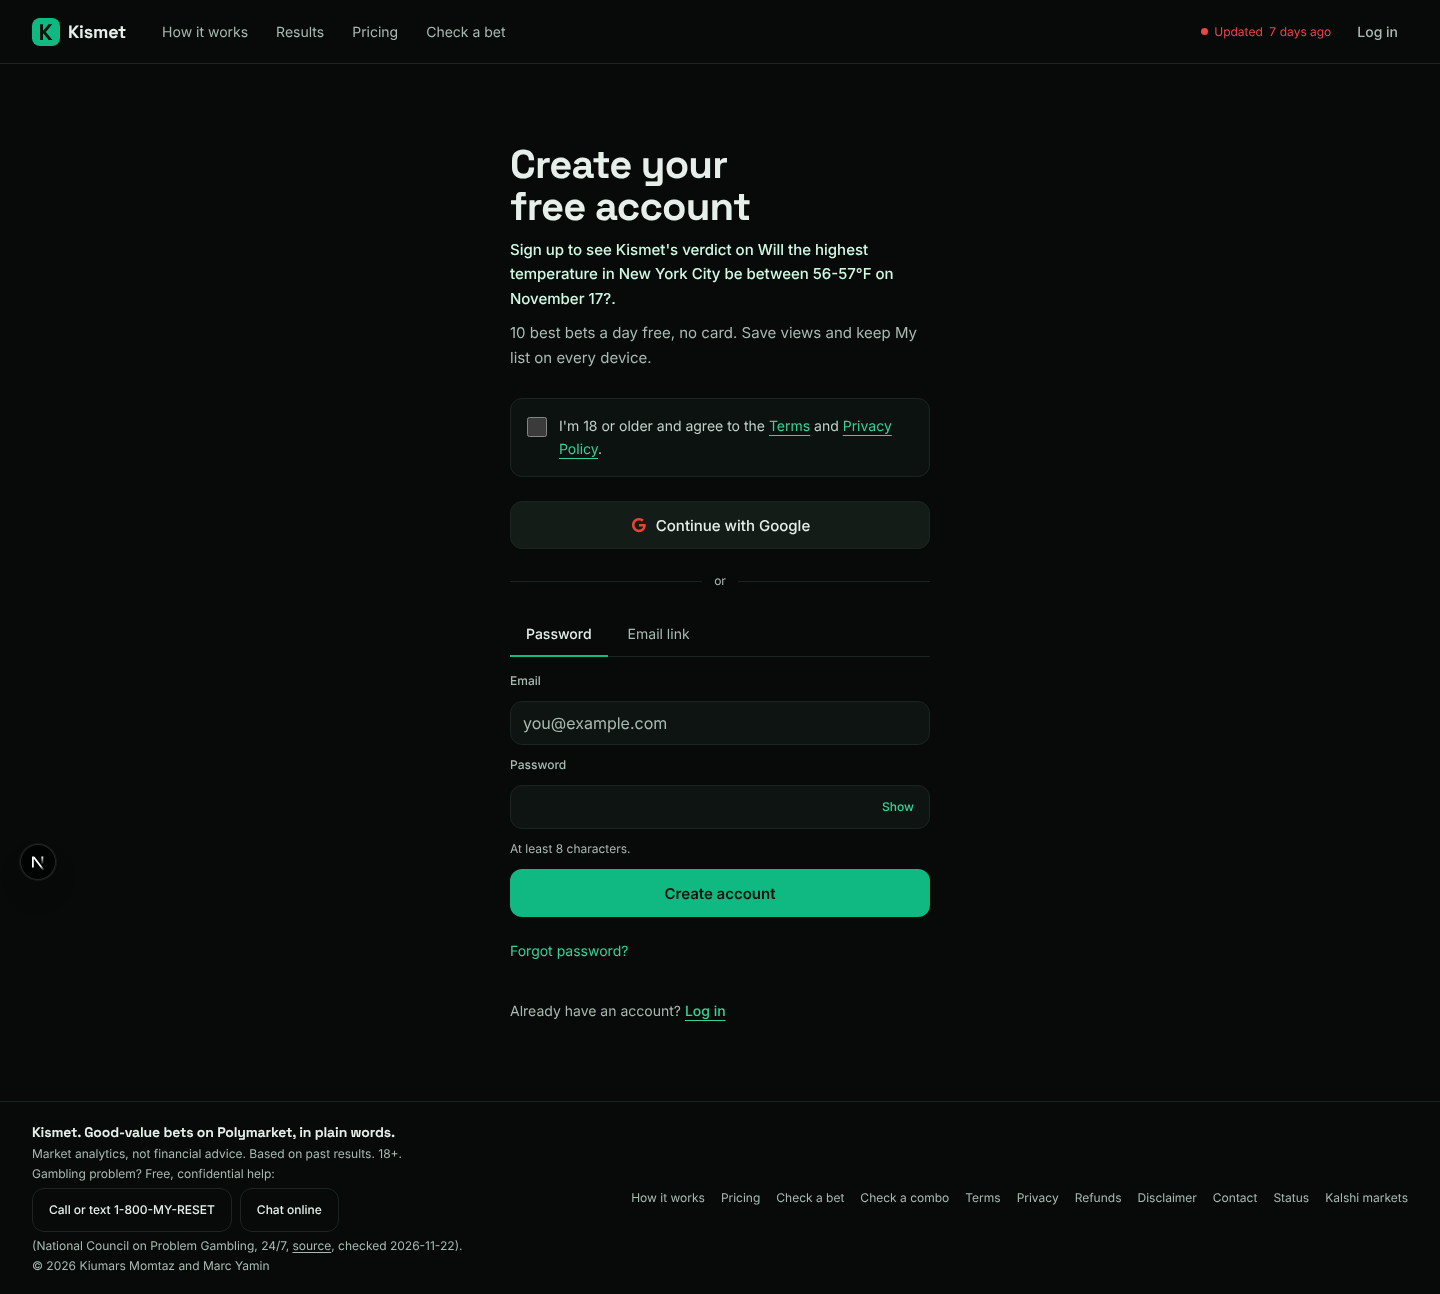 K Kismet
How it works
Results
Pricing
Check a bet
Updated 7 days ago
Log in
Create your
free account
Sign up to see Kismet's verdict on Will the highest
temperature in New York City be between 56-57°F on
November 17?.
10 best bets a day free, no card. Save views and keep My
list on every device.
I'm 18 or older and agree to the Terms and Privacy
Policy.
G Continue with Google
or
Password
Email link
Email
you@example.com
Password
Show
At least 8 characters.
N
Create account
Forgot password?
Already have an account? Log in
Kismet. Good-value bets on Polymarket, in plain words.
Market analytics, not financial advice. Based on past results. 18+.
Gambling problem? Free, confidential help:
Call or text 1-800-MY-RESET
Chat online
(National Council on Problem Gambling, 24/7, source, checked 2026-11-22).
© 2026 Kiumars Momtaz and Marc Yamin
How it works
Pricing
Check a bet
Check a combo
Terms
Privacy
Refunds
Disclaimer
Contact
Status
Kalshi markets